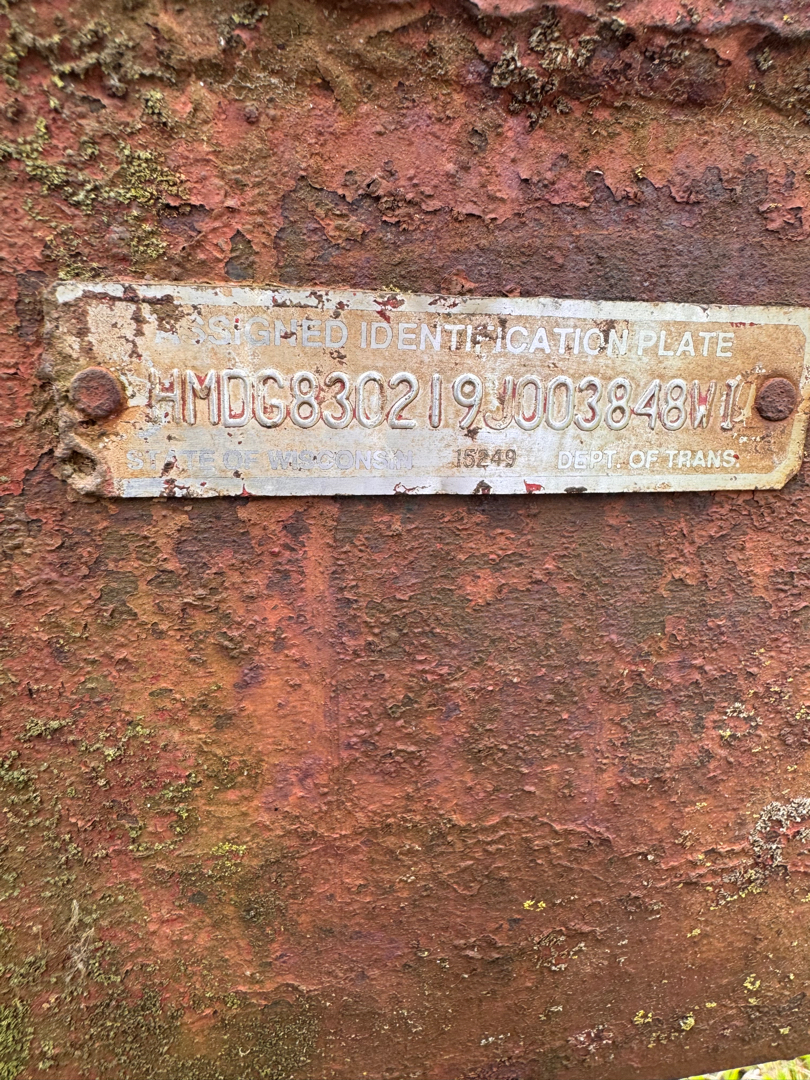 ASSIGNED IDENTIFICATION PLATE
HMDG830219J003848WI
STATE OF WISCONSIN 15249 DEPT. OF TRANS.